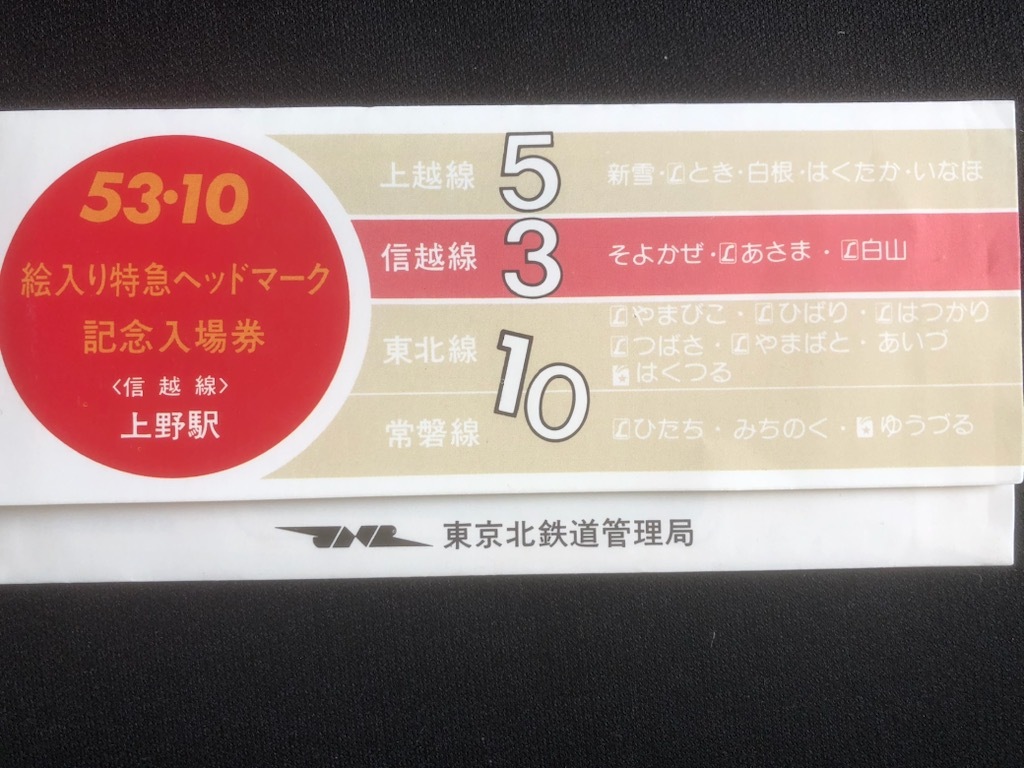 53・10
絵入り特急ヘッドマーク
記念入場券
〈信越線〉
上野駅
上越線 5 新雪・Lとき・白根・はくたか・いなほ
信越線 3 そよかぜ・Lあさま・L白山
東北線 10 Lやまびこ・Lひばり・Lはつかり
Lつばさ・Lやまばと・あいづ
はくつる
常磐線 Lひたち・みちのく・ゆうづる
JNR 東京北鉄道管理局